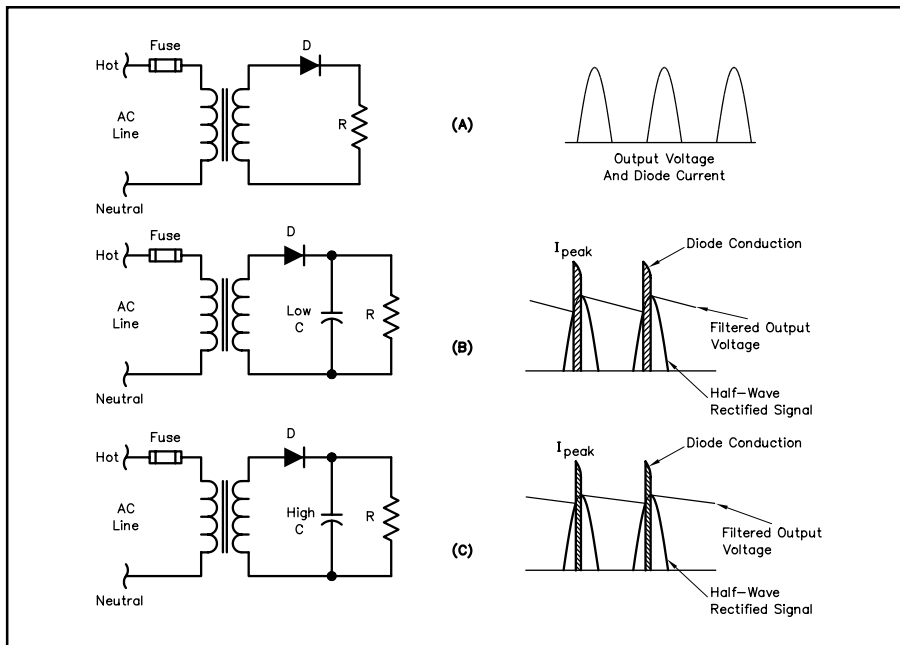 Fuse
D
Hot
AC
Line
R
Neutral
(A)
Output Voltage
And Diode Current
Fuse
D
Hot
AC
Line
Low
C
R
Neutral
(B)
Ipeak
Diode Conduction
Filtered Output
Voltage
Half-Wave
Rectified Signal
Fuse
D
Hot
AC
Line
High
C
R
Neutral
(C)
Ipeak
Diode Conduction
Filtered Output
Voltage
Half-Wave
Rectified Signal